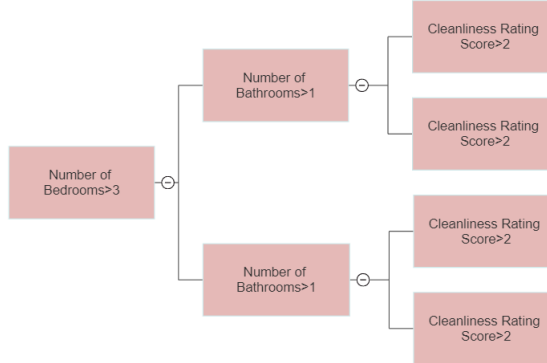 Number of
Bedrooms>3
Number of
Bathrooms>1
Number of
Bathrooms>1
Cleanliness Rating
Score>2
Cleanliness Rating
Score>2
Cleanliness Rating
Score>2
Cleanliness Rating
Score>2